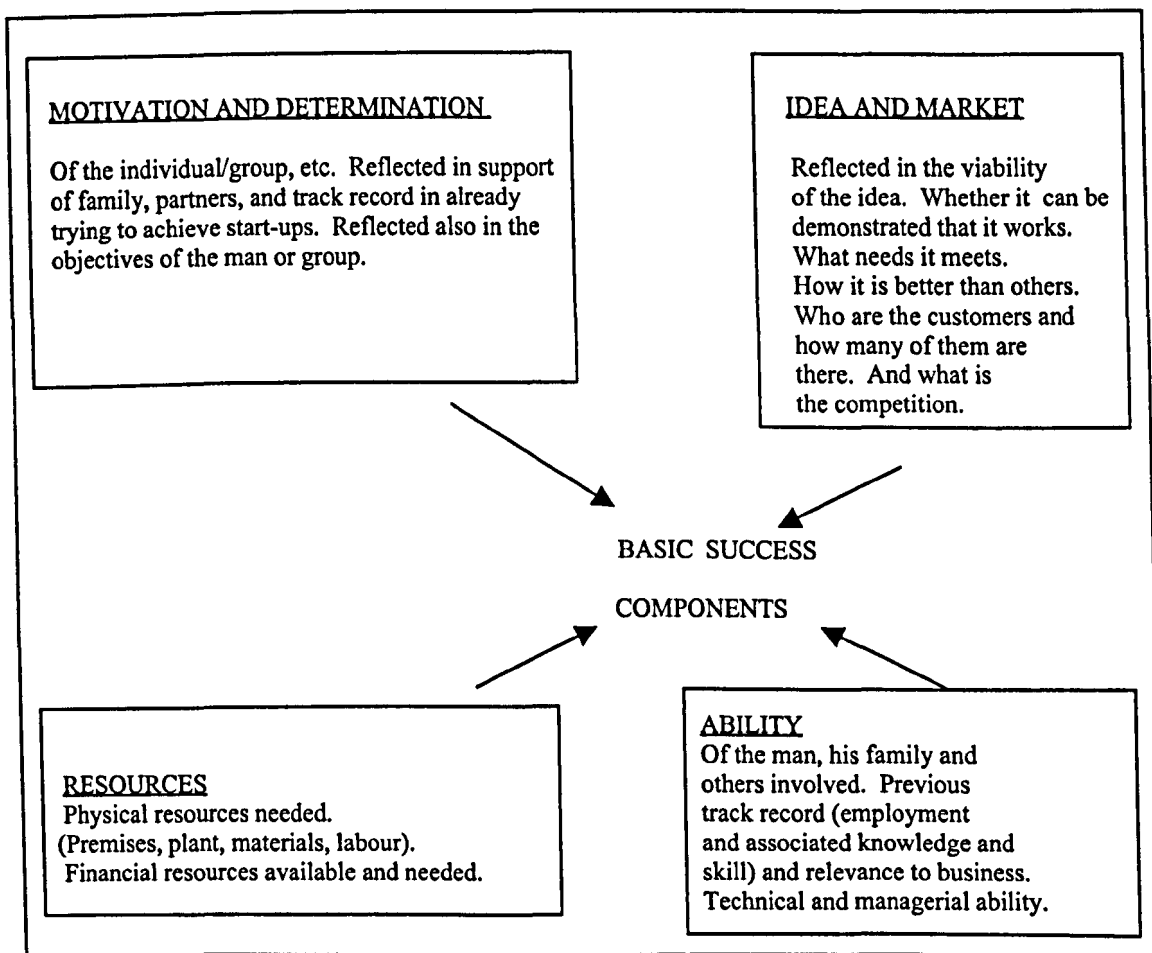 MOTIVATION AND DETERMINATION
Of the individual/group, etc. Reflected in support
of family, partners, and track record in already
trying to achieve start-ups. Reflected also in the
objectives of the man or group.
IDEA AND MARKET
Reflected in the viability
of the idea. Whether it can be
demonstrated that it works.
What needs it meets.
How it is better than others.
Who are the customers and
how many of them are
there. And what is
the competition.
BASIC SUCCESS
COMPONENTS
RESOURCES
Physical resources needed.
(Premises, plant, materials, labour).
Financial resources available and needed.
ABILITY
Of the man, his family and
others involved. Previous
track record (employment
and associated knowledge and
skill) and relevance to business.
Technical and managerial ability.